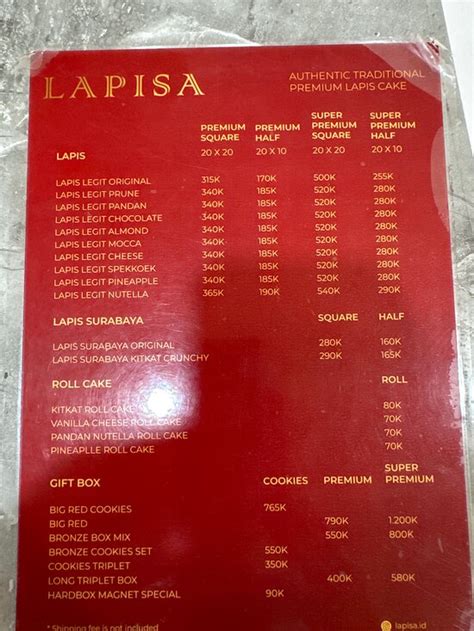 LAPISA
AUTHENTIC TRADITIONAL
PREMIUM LAPIS CAKE
LAPIS PREMIUM SQUARE 20 X 20 PREMIUM HALF 20 X 10 SUPER PREMIUM SQUARE 20 X 20 SUPER PREMIUM HALF 20 X 10
LAPIS LEGIT ORIGINAL 315K 170K 500K 255K
LAPIS LEGIT PRUNE 340K 185K 520K 280K
LAPIS LEGIT PANDAN 340K 185K 520K 280K
LAPIS LEGIT CHOCOLATE 340K 185K 520K 280K
LAPIS LEGIT ALMOND 340K 185K 520K 280K
LAPIS LEGIT MOCCA 340K 185K 520K 280K
LAPIS LEGIT CHEESE 340K 185K 520K 280K
LAPIS LEGIT SPEKKOEK 340K 185K 520K 280K
LAPIS LEGIT PINEAPPLE 340K 185K 520K 280K
LAPIS LEGIT NUTELLA 365K 190K 540K 290K
LAPIS SURABAYA SQUARE HALF
LAPIS SURABAYA ORIGINAL 280K 160K
LAPIS SURABAYA KITKAT CRUNCHY 290K 165K
ROLL CAKE ROLL
KITKAT ROLL CAKE 80K
VANILLA CHEESE ROLL CAKE 70K
PANDAN NUTELLA ROLL CAKE 70K
PINEAPLLE ROLL CAKE 70K
GIFT BOX COOKIES PREMIUM SUPER PREMIUM
BIG RED COOKIES 765K
BIG RED 790K 1.200K
BRONZE BOX MIX 550K 800K
BRONZE COOKIES SET 550K
COOKIES TRIPLET 350K
LONG TRIPLET BOX 400K 580K
HARDBOX MAGNET SPECIAL 90K
* Shipping fee is not included
lapisa.id